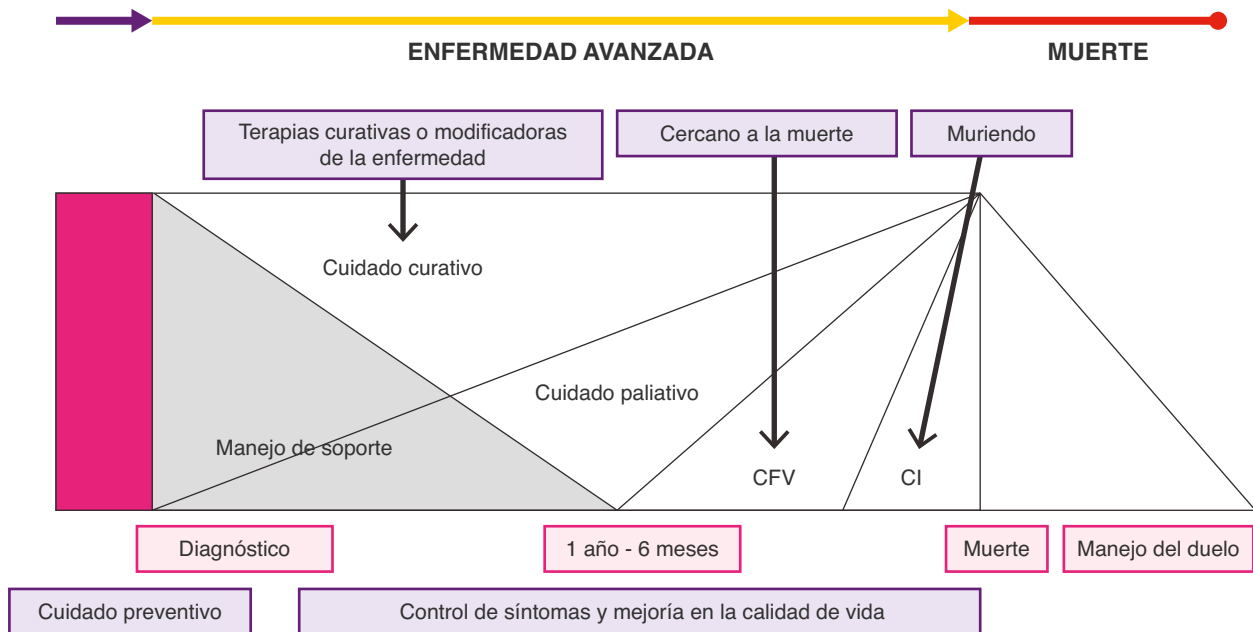 ENFERMEDAD AVANZADA
MUERTE
Terapias curativas o modificadoras
de la enfermedad
Cercano a la muerte
Muriendo
Cuidado curativo
Cuidado paliativo
Manejo de soporte
CFV
CI
Diagnóstico
1 año - 6 meses
Muerte
Manejo del duelo
Cuidado preventivo
Control de síntomas y mejoría en la calidad de vida